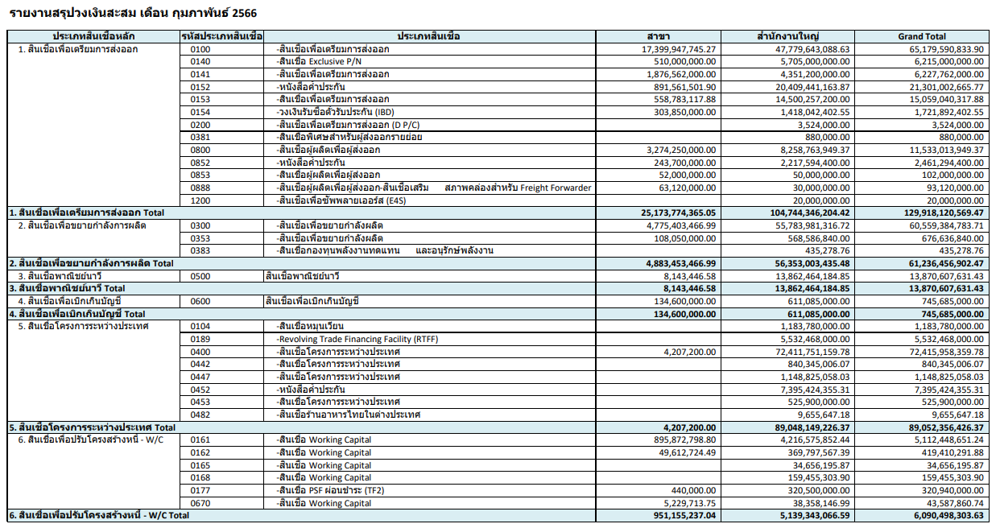 รายงานสรุปวงเงินสะสม เดือน กุมภาพันธ์ 2566
ประเภทสินเชื่อหลัก รหัสประเภทสินเชื่อ ประเภทสินเชื่อ สาขา สำนักงานใหญ่ Grand Total
1. สินเชื่อเพื่อเตรียมการส่งออก 0100 -สินเชื่อเพื่อเตรียมการส่งออก 17,399,947,745.27 47,779,643,088.63 65,179,590,833.90
0140 -สินเชื่อ Exclusive P/N 510,000,000.00 5,705,000,000.00 6,215,000,000.00
0141 -สินเชื่อเพื่อเตรียมการส่งออก 1,876,562,000.00 4,351,200,000.00 6,227,762,000.00
0152 -หนังสือค้ำประกัน 891,561,501.90 20,409,441,163.87 21,301,002,665.77
0153 -สินเชื่อเพื่อเตรียมการส่งออก 558,783,117.88 14,500,257,200.00 15,059,040,317.88
0154 -วงเงินรับซื้อตั๋วรับประกัน (IBD) 303,850,000.00 1,418,042,402.55 1,721,892,402.55
0200 -สินเชื่อเพื่อเตรียมการส่งออก (D P/C) 3,524,000.00 3,524,000.00
0381 -สินเชื่อพิเศษสำหรับผู้ส่งออกรายย่อย 880,000.00 880,000.00
0800 -สินเชื่อผู้ผลิตเพื่อผู้ส่งออก 3,274,250,000.00 8,258,763,949.37 11,533,013,949.37
0852 -หนังสือค้ำประกัน 243,700,000.00 2,217,594,400.00 2,461,294,400.00
0853 -สินเชื่อผู้ผลิตเพื่อผู้ส่งออก 52,000,000.00 50,000,000.00 102,000,000.00
0888 -สินเชื่อผู้ผลิตเพื่อผู้ส่งออก-สินเชื่อเสริม สภาพคล่องสำหรับ Freight Forwarder 63,120,000.00 30,000,000.00 93,120,000.00
1200 -สินเชื่อเพื่อซัพพลายเออร์ส (E4S) 20,000,000.00 20,000,000.00
1. สินเชื่อเพื่อเตรียมการส่งออก Total 25,173,774,365.05 104,744,346,204.42 129,918,120,569.47
2. สินเชื่อเพื่อขยายกำลังการผลิต 0300 -สินเชื่อเพื่อขยายกำลังผลิต 4,775,403,466.99 55,783,981,316.72 60,559,384,783.71
0353 -สินเชื่อเพื่อขยายกำลังผลิต 108,050,000.00 568,586,840.00 676,636,840.00
0383 -สินเชื่อกองทุนพลังงานทดแทน และอนุรักษ์พลังงาน 435,278.76 435,278.76
2. สินเชื่อเพื่อขยายกำลังการผลิต Total 4,883,453,466.99 56,353,003,435.48 61,236,456,902.47
3. สินเชื่อพาณิชย์นาวี 0500 สินเชื่อพาณิชย์นาวี 8,143,446.58 13,862,464,184.85 13,870,607,631.43
3. สินเชื่อพาณิชย์นาวี Total 8,143,446.58 13,862,464,184.85 13,870,607,631.43
4. สินเชื่อเพื่อเบิกเกินบัญชี 0600 สินเชื่อเพื่อเบิกเกินบัญชี 134,600,000.00 611,085,000.00 745,685,000.00
4. สินเชื่อเพื่อเบิกเกินบัญชี Total 134,600,000.00 611,085,000.00 745,685,000.00
5. สินเชื่อโครงการระหว่างประเทศ 0104 -สินเชื่อหมุนเวียน 1,183,780,000.00 1,183,780,000.00
0189 -Revolving Trade Financing Facility (RTFF) 5,532,468,000.00 5,532,468,000.00
0400 -สินเชื่อโครงการระหว่างประเทศ 4,207,200.00 72,411,751,159.78 72,415,958,359.78
0442 -สินเชื่อโครงการระหว่างประเทศ 840,345,006.07 840,345,006.07
0447 -สินเชื่อโครงการระหว่างประเทศ 1,148,825,058.03 1,148,825,058.03
0452 -หนังสือค้ำประกัน 7,395,424,355.31 7,395,424,355.31
0453 -สินเชื่อโครงการระหว่างประเทศ 525,900,000.00 525,900,000.00
0482 -สินเชื่อร้านอาหารไทยในต่างประเทศ 9,655,647.18 9,655,647.18
5. สินเชื่อโครงการระหว่างประเทศ Total 4,207,200.00 89,048,149,226.37 89,052,356,426.37
6. สินเชื่อเพื่อปรับโครงสร้างหนี้ - W/C 0161 -สินเชื่อ Working Capital 895,872,798.80 4,216,575,852.44 5,112,448,651.24
0162 -สินเชื่อ Working Capital 49,612,724.49 369,797,567.39 419,410,291.88
0165 -สินเชื่อ Working Capital 34,656,195.87 34,656,195.87
0168 -สินเชื่อ Working Capital 159,455,303.90 159,455,303.90
0177 -สินเชื่อ PSF ผ่อนชำระ (TF2) 440,000.00 320,500,000.00 320,940,000.00
0670 -สินเชื่อ Working Capital 5,229,713.75 38,358,146.99 43,587,860.74
6. สินเชื่อเพื่อปรับโครงสร้างหนี้ - W/C Total 951,155,237.04 5,139,343,066.59 6,090,498,303.63